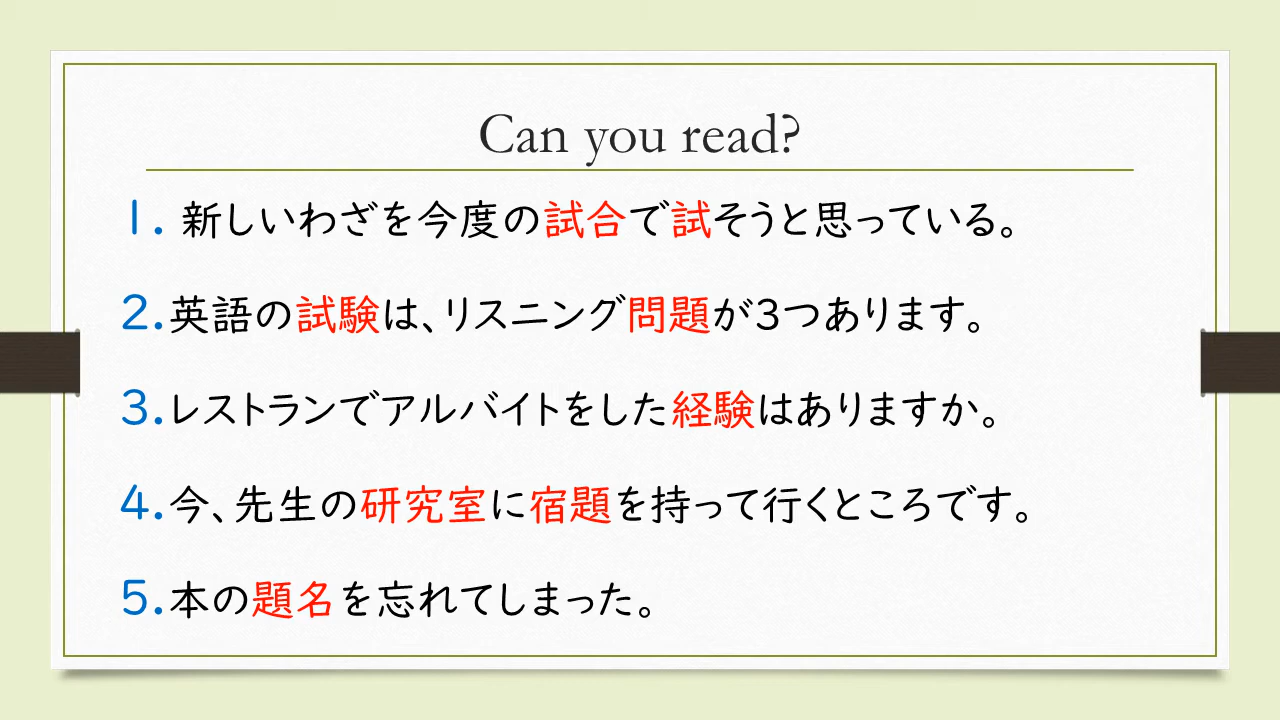 Can you read?
1. 新しいわざを今度の試合で試そうと思っている。
2.英語の試験は、リスニング問題が3つあります。
3.レストランでアルバイトをした経験はありますか。
4.今、先生の研究室に宿題を持って行くところです。
5.本の題名を忘れてしまった。